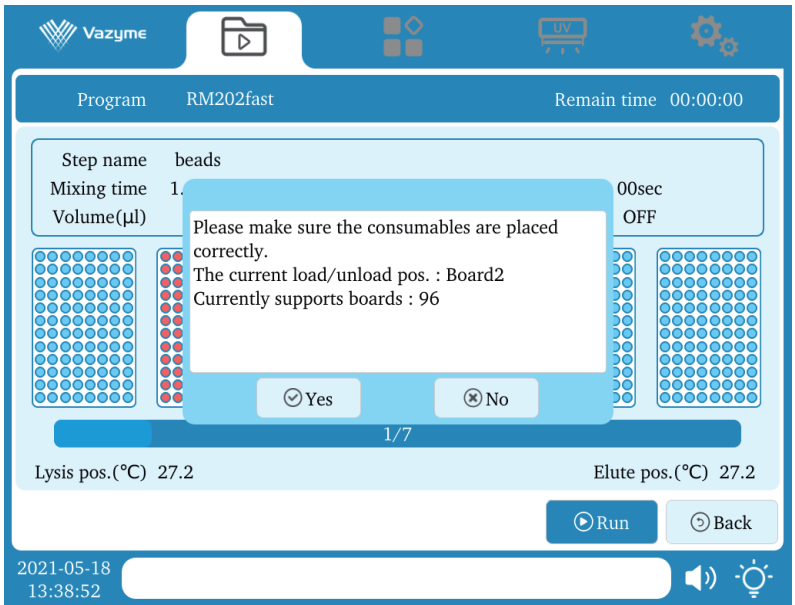 Vazyme
UV
Program RM202fast Remain time 00:00:00
Step name beads
Mixing time 1. 00sec
Volume(μl) OFF
Please make sure the consumables are placed
correctly.
The current load/unload pos. : Board2
Currently supports boards : 96
Yes No
1/7
Lysis pos.(℃) 27.2 Elute pos.(℃) 27.2
Run Back
2021-05-18
13:38:52